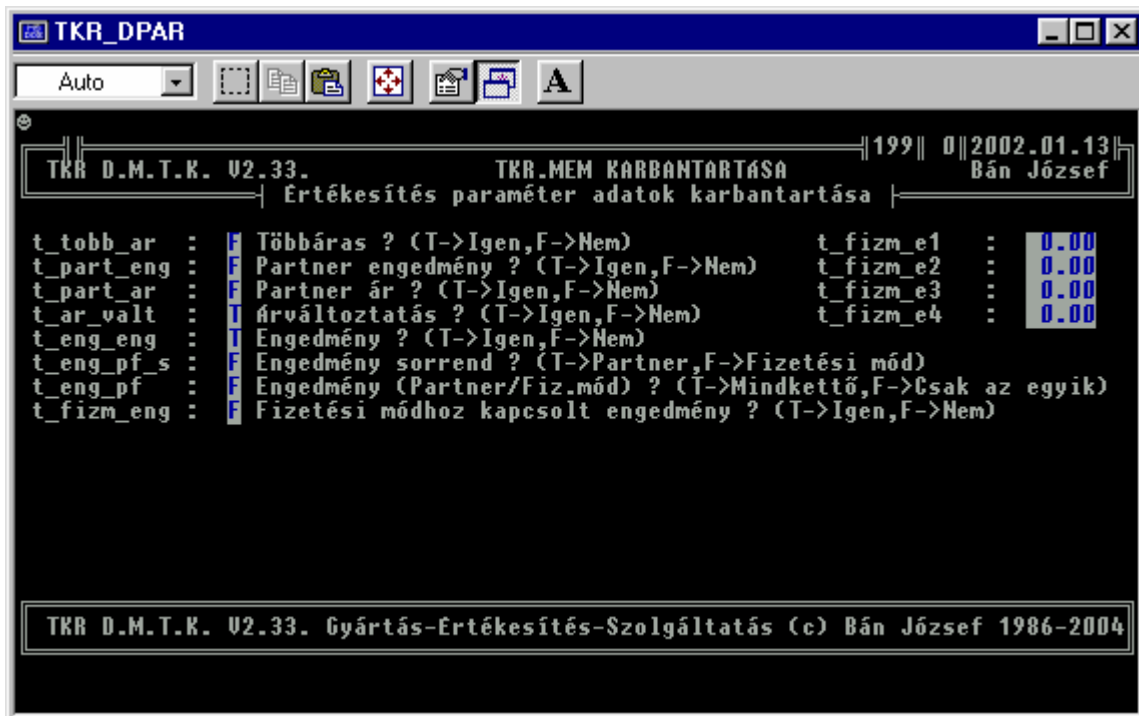 TKR_DPAR
Auto
A
199 0 2002.01.13
TKR D.M.T.K. V2.33. TKR.MEM KARBANTARTáSA Bán József
Értékesítés paraméter adatok karbantartása
t_tobb_ar : F Többáras ? (T->Igen,F->Nem) t_fizm_e1 : 0.00
t_part_eng : F Partner engedmény ? (T->Igen,F->Nem) t_fizm_e2 : 0.00
t_part_ar : F Partner ár ? (T->Igen,F->Nem) t_fizm_e3 : 0.00
t_ar_valt : T Árváltoztatás ? (T->Igen,F->Nem) t_fizm_e4 : 0.00
t_eng_eng : T Engedmény ? (T->Igen,F->Nem)
t_eng_pf_s : F Engedmény sorrend ? (T->Partner,F->Fizetési mód)
t_eng_pf : F Engedmény (Partner/Fiz.mód) ? (T->Mindkettő,F->Csak az egyik)
t_fizm_eng : F Fizetési módhoz kapcsolt engedmény ? (T->Igen,F->Nem)
TKR D.M.T.K. V2.33. Gyártás-Értékesítés-Szolgáltatás (c) Bán József 1986-2004